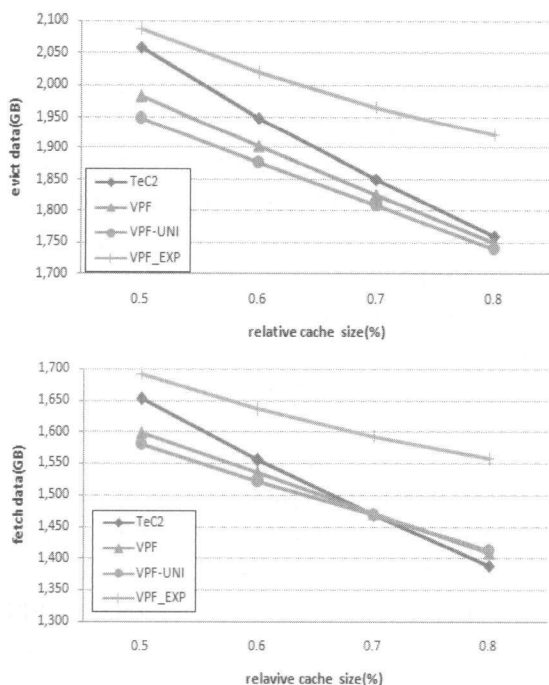 2,100
2,050
2,000
1,950
1,900
1,850
1,800
1,750
1,700
evict data(GB)
TeC2
VPF
VPF-UNI
VPF_EXP
0.5 0.6 0.7 0.8
relative cache size(%)
1,700
1,650
1,600
1,550
1,500
1,450
1,400
1,350
1,300
fetch data(GB)
TeC2
VPF
VPF-UNI
VPF_EXP
0.5 0.6 0.7 0.8
relavive cache size(%)